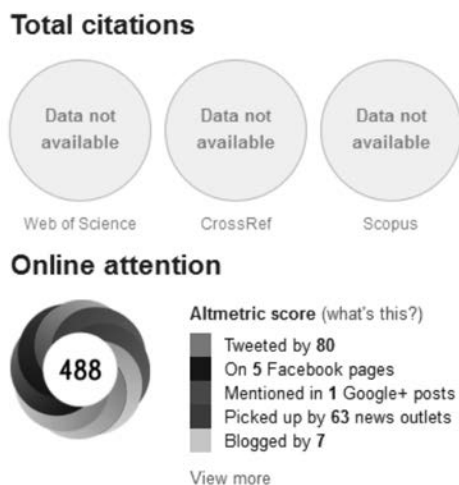 Total citations
Data not available
Data not available
Data not available
Web of Science
CrossRef
Scopus
Online attention
488
Altmetric score (what's this?)
Tweeted by 80
On 5 Facebook pages
Mentioned in 1 Google+ posts
Picked up by 63 news outlets
Blogged by 7
View more